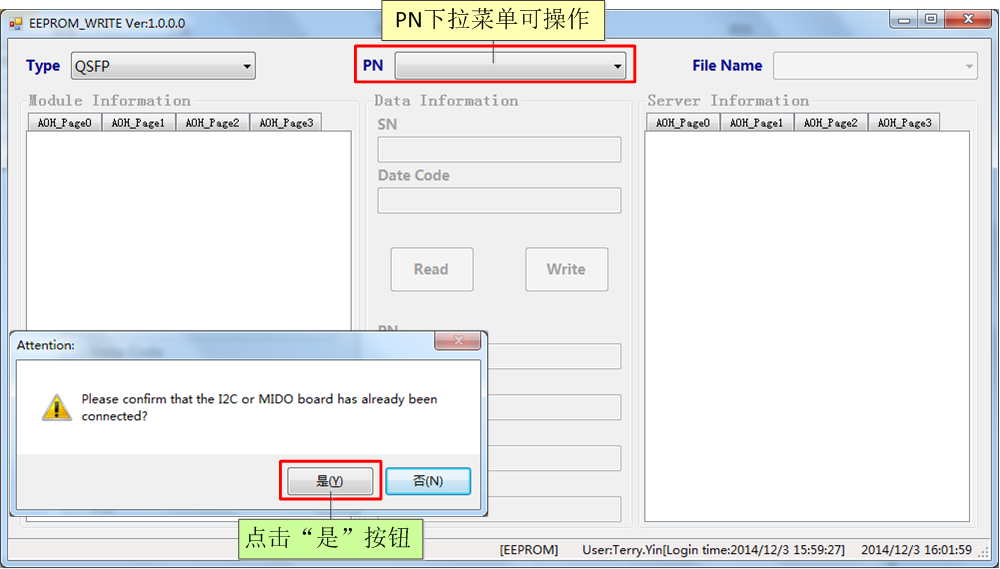 PN下拉菜单可操作
EEPROM_WRITE Ver:1.0.0.0
Type QSFP PN File Name
Module Information Data Information Server Information
AOH_Page0 AOH_Page1 AOH_Page2 AOH_Page3 AOH_Page0 AOH_Page1 AOH_Page2 AOH_Page3
SN
Date Code
Read Write
PN
Attention:
Please confirm that the I2C or MIDO board has already been
connected?
是(Y) 否(N)
点击“是”按钮
[EEPROM] User:Terry.Yin[Login time:2014/12/3 15:59:27] 2014/12/3 16:01:59